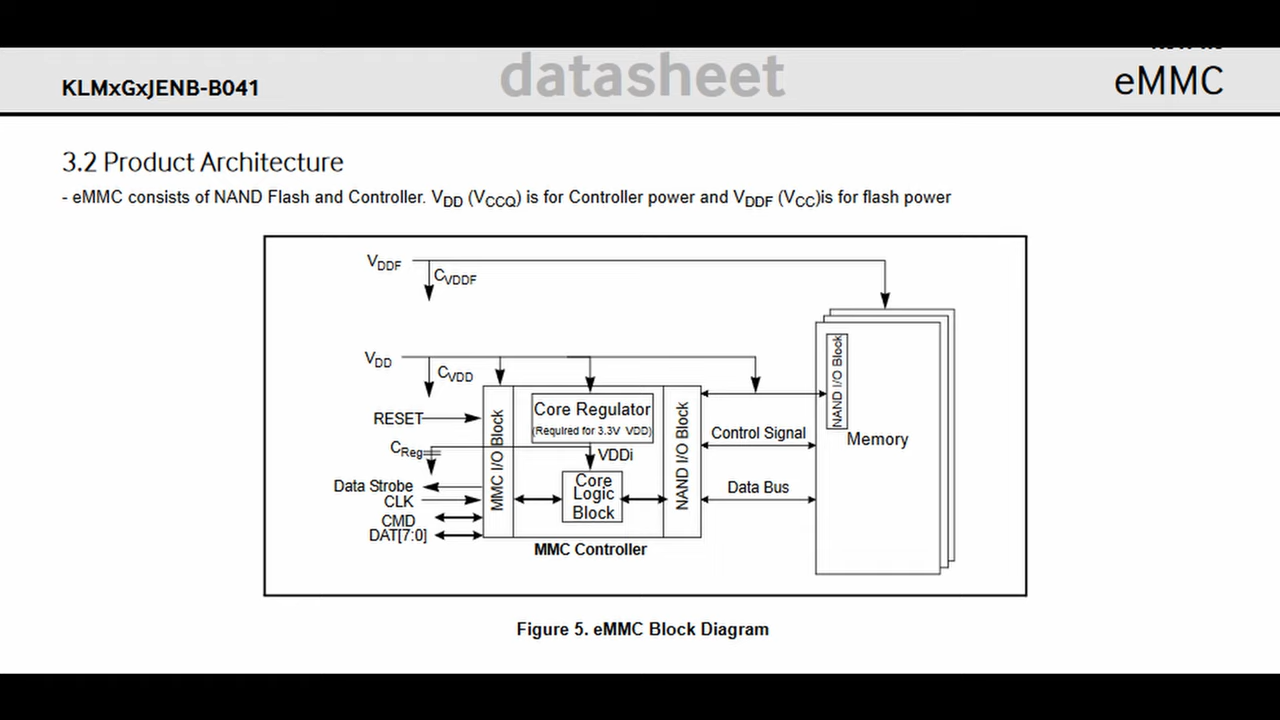 KLMxGxJENB-B041
datasheet
eMMC
3.2 Product Architecture
- eMMC consists of NAND Flash and Controller. VDD (VCCQ) is for Controller power and VDDF (VCC)is for flash power
VDDF
CVDDF
VDD
CVDD
RESET
CReg
Data Strobe
CLK
CMD
DAT[7:0]
MMC I/O Block
Core Regulator
(Required for 3.3V VDD)
VDDi
Core
Logic
Block
NAND I/O Block
MMC Controller
Control Signal
Data Bus
NAND I/O Block
Memory
Figure 5. eMMC Block Diagram